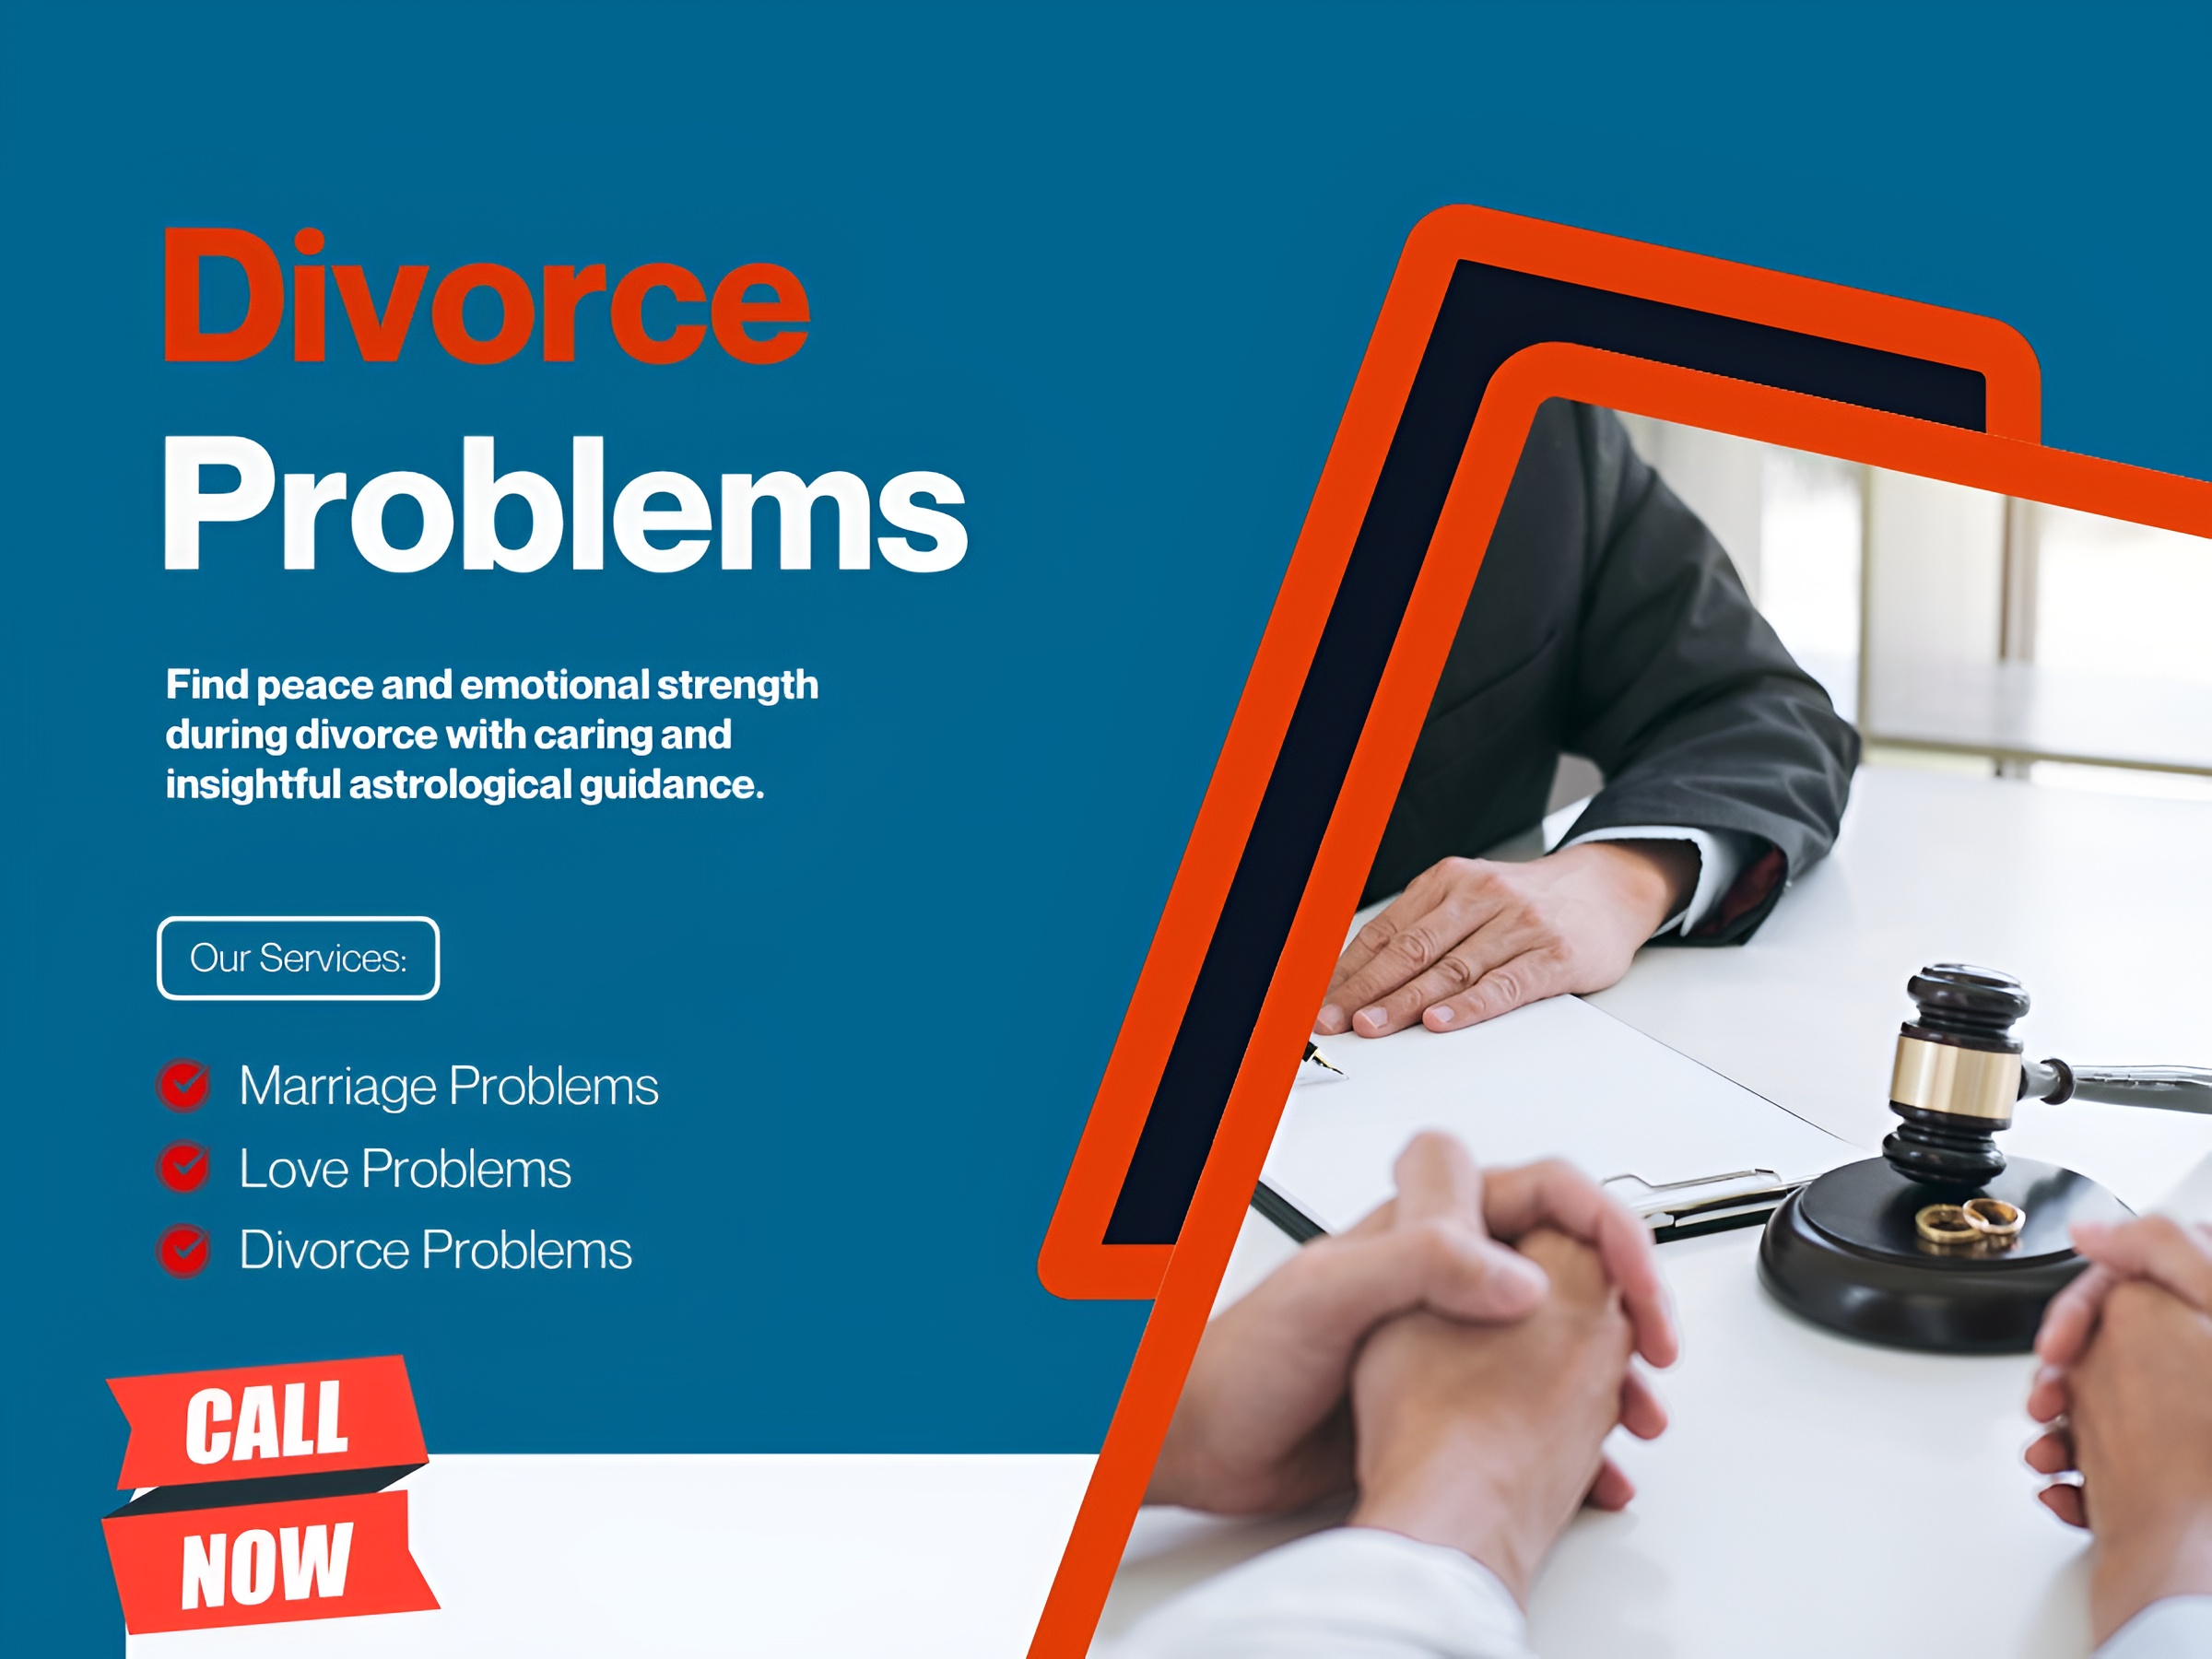 Divorce
Problems
Find peace and emotional strength
during divorce with caring and
insightful astrological guidance.
Our Services:
Marriage Problems
Love Problems
Divorce Problems
CALL
NOW